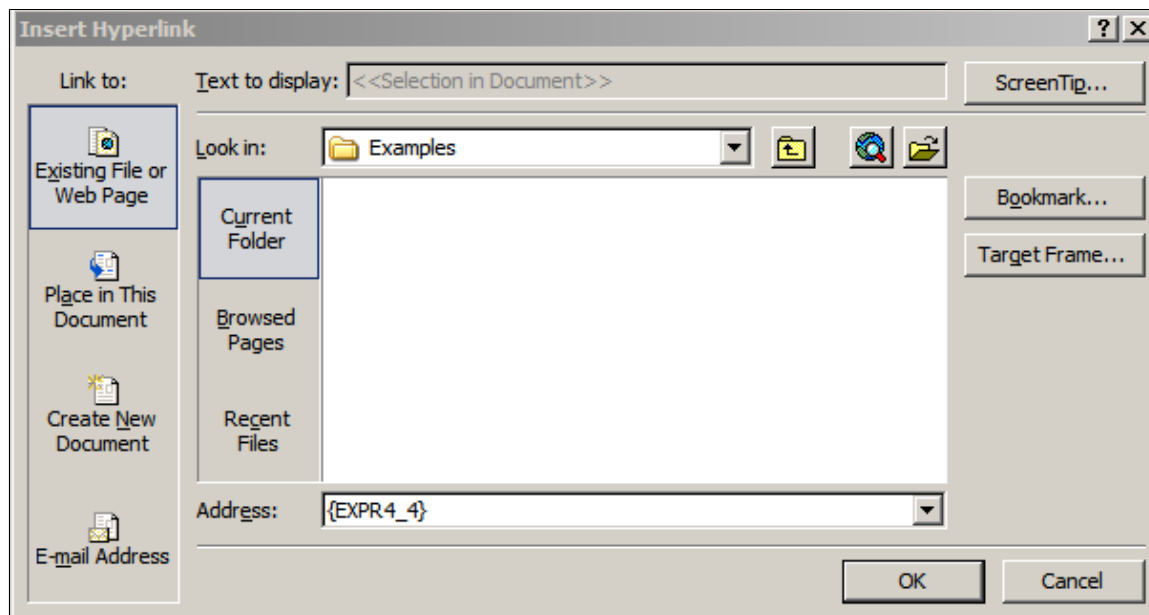 Insert Hyperlink
Link to:
Text to display: <<Selection in Document>>
ScreenTip...
Existing File or
Web Page
Place in This
Document
Create New
Document
E-mail Address
Look in: Examples
Current
Folder
Browsed
Pages
Recent
Files
Bookmark...
Target Frame...
Address: {EXPR4_4}
OK
Cancel